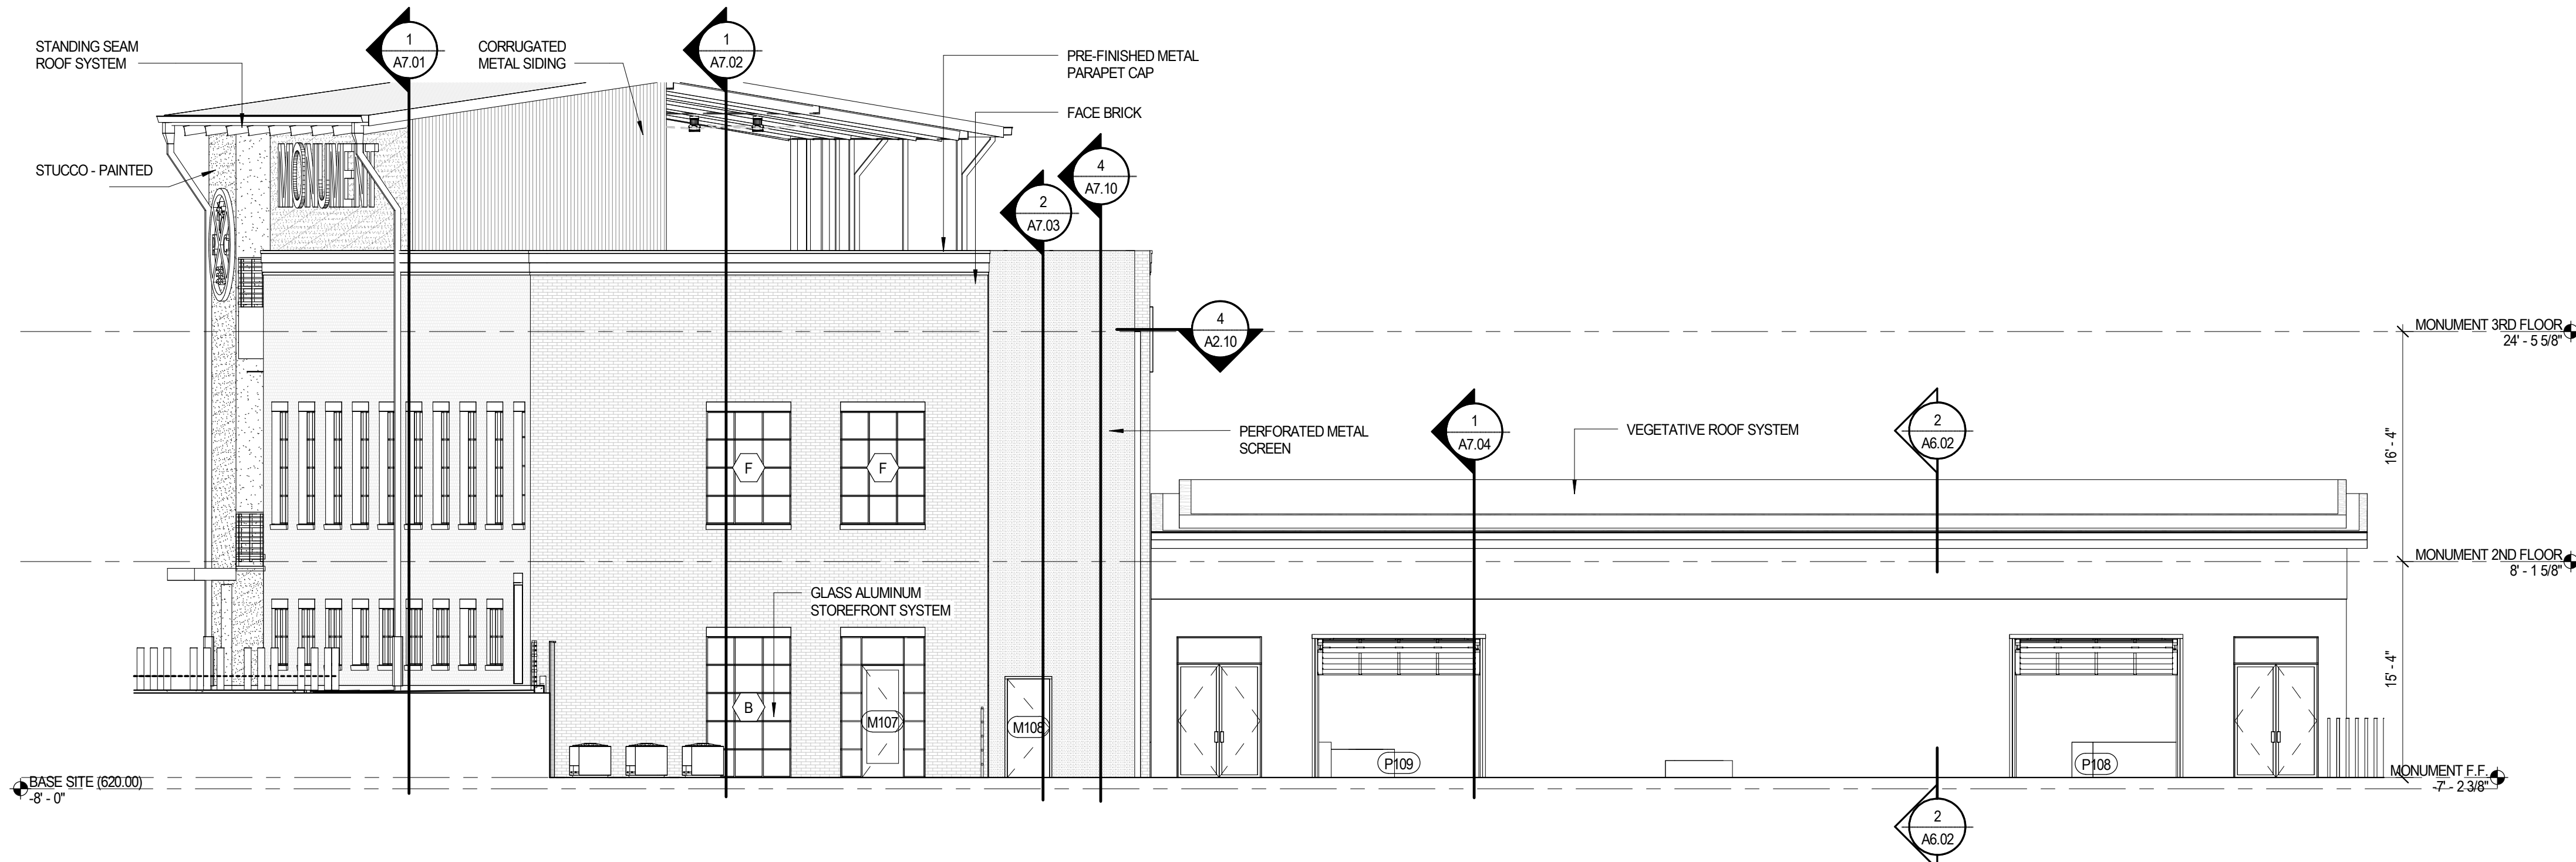 STANDING SEAM
ROOF SYSTEM
1
A7.01
CORRUGATED
METAL SIDING
1
A7.02
PRE-FINISHED METAL
PARAPET CAP
FACE BRICK
STUCCO - PAINTED
MONUMENT
4
A7.10
2
A7.03
4
A2.10
MONUMENT 3RD FLOOR
24' - 5 5/8"
PERFORATED METAL
SCREEN
1
A7.04
VEGETATIVE ROOF SYSTEM
2
A6.02
16' - 4"
F
F
MONUMENT 2ND FLOOR
8' - 1 5/8"
GLASS ALUMINUM
STOREFRONT SYSTEM
15' - 4"
B
M107
M108
P109
P108
BASE SITE (620.00)
-8' - 0"
MONUMENT F.F.
-7' - 2 3/8"
2
A6.02